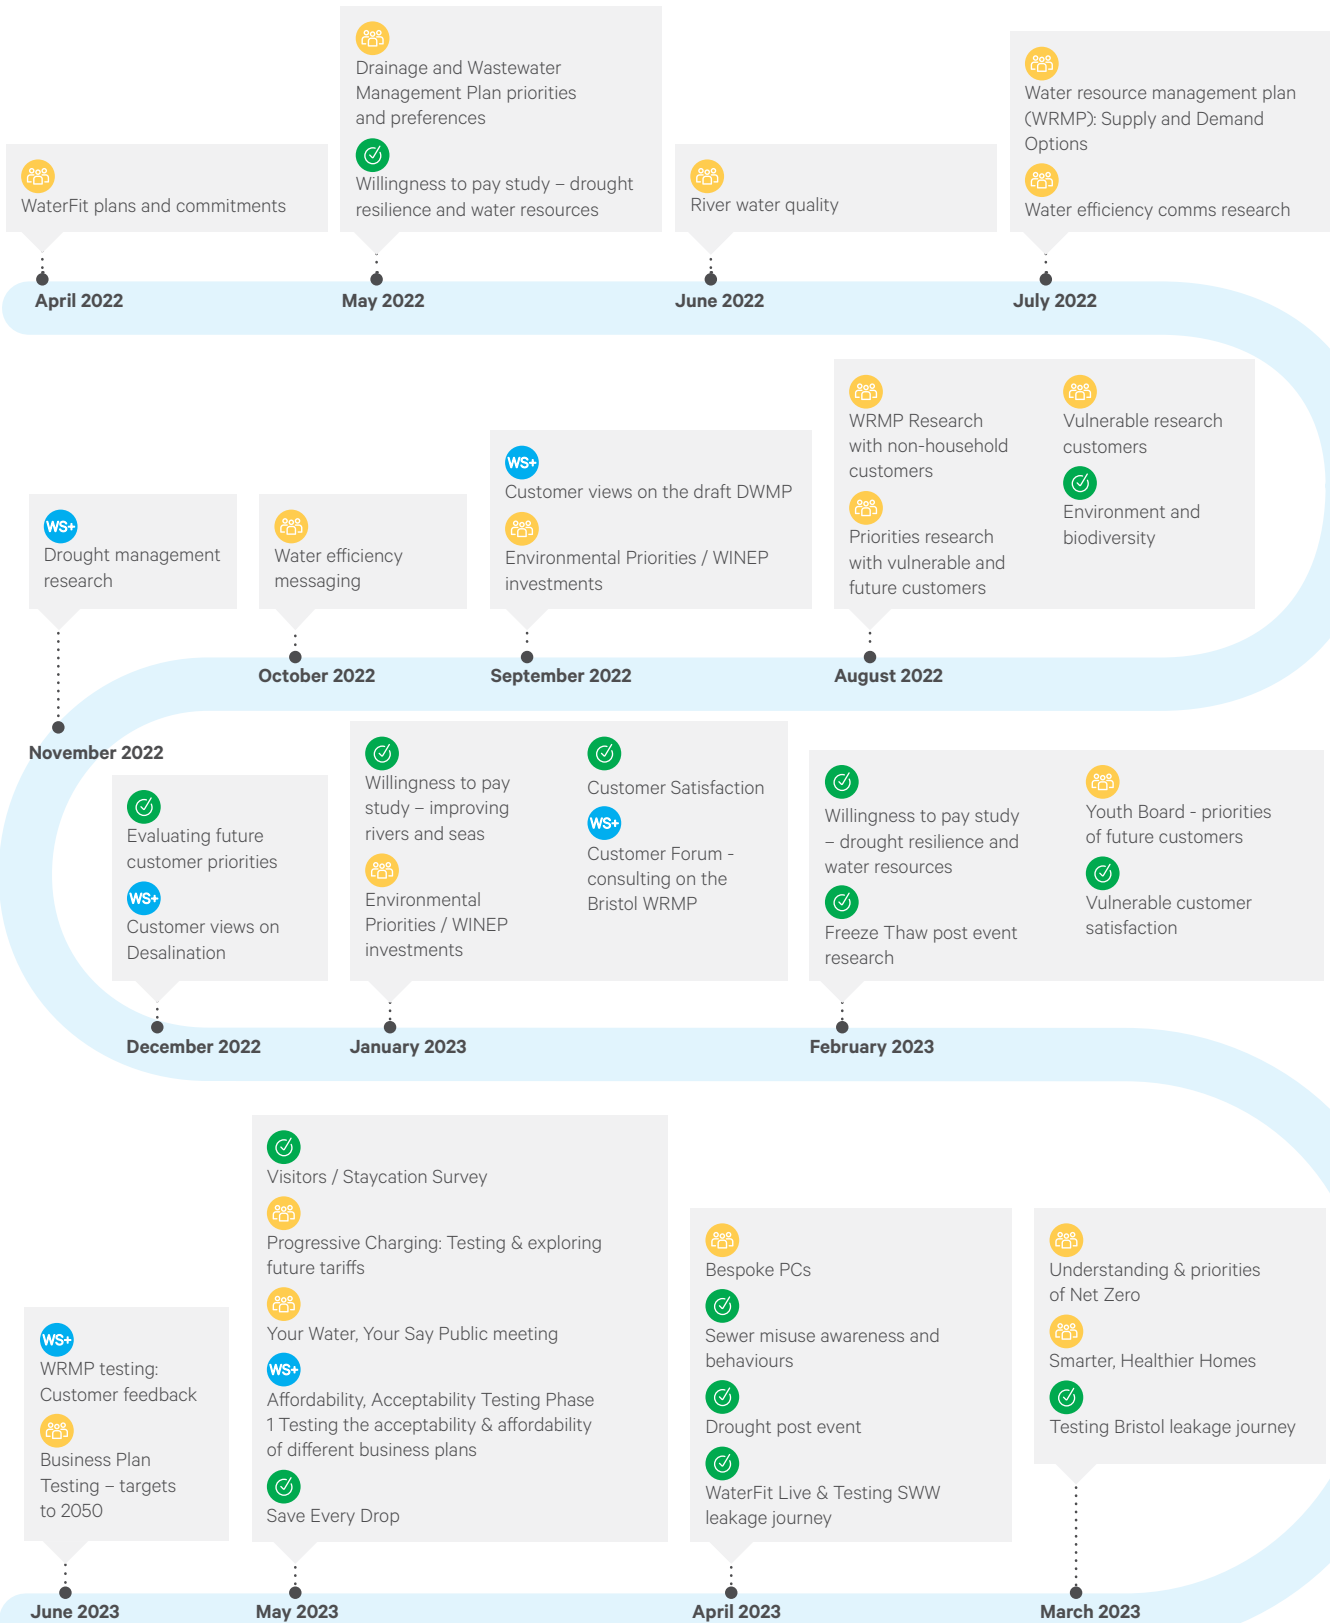 Drainage and Wastewater
Management Plan priorities
and preferences
Willingness to pay study – drought
resilience and water resources
Water resource management plan
(WRMP): Supply and Demand
Options
Water efficiency comms research
WaterFit plans and commitments
River water quality
April 2022
May 2022
June 2022
July 2022
WS+
Drought management
research
Water efficiency
messaging
WS+
Customer views on the draft DWMP
Environmental Priorities / WINEP
investments
WRMP Research
with non-household
customers
Priorities research
with vulnerable and
future customers
Vulnerable research
customers
Environment and
biodiversity
October 2022
September 2022
August 2022
November 2022
Evaluating future
customer priorities
WS+
Customer views on
Desalination
Willingness to pay
study – improving
rivers and seas
Environmental
Priorities / WINEP
investments
Customer Satisfaction
WS+
Customer Forum -
consulting on the
Bristol WRMP
Willingness to pay study
– drought resilience and
water resources
Freeze Thaw post event
research
Youth Board - priorities
of future customers
Vulnerable customer
satisfaction
December 2022
January 2023
February 2023
WS+
WRMP testing:
Customer feedback
Business Plan
Testing – targets
to 2050
Visitors / Staycation Survey
Progressive Charging: Testing & exploring
future tariffs
Your Water, Your Say Public meeting
WS+
Affordability, Acceptability Testing Phase
1 Testing the acceptability & affordability
of different business plans
Save Every Drop
Bespoke PCs
Sewer misuse awareness and
behaviours
Drought post event
WaterFit Live & Testing SWW
leakage journey
Understanding & priorities
of Net Zero
Smarter, Healthier Homes
Testing Bristol leakage journey
June 2023
May 2023
April 2023
March 2023